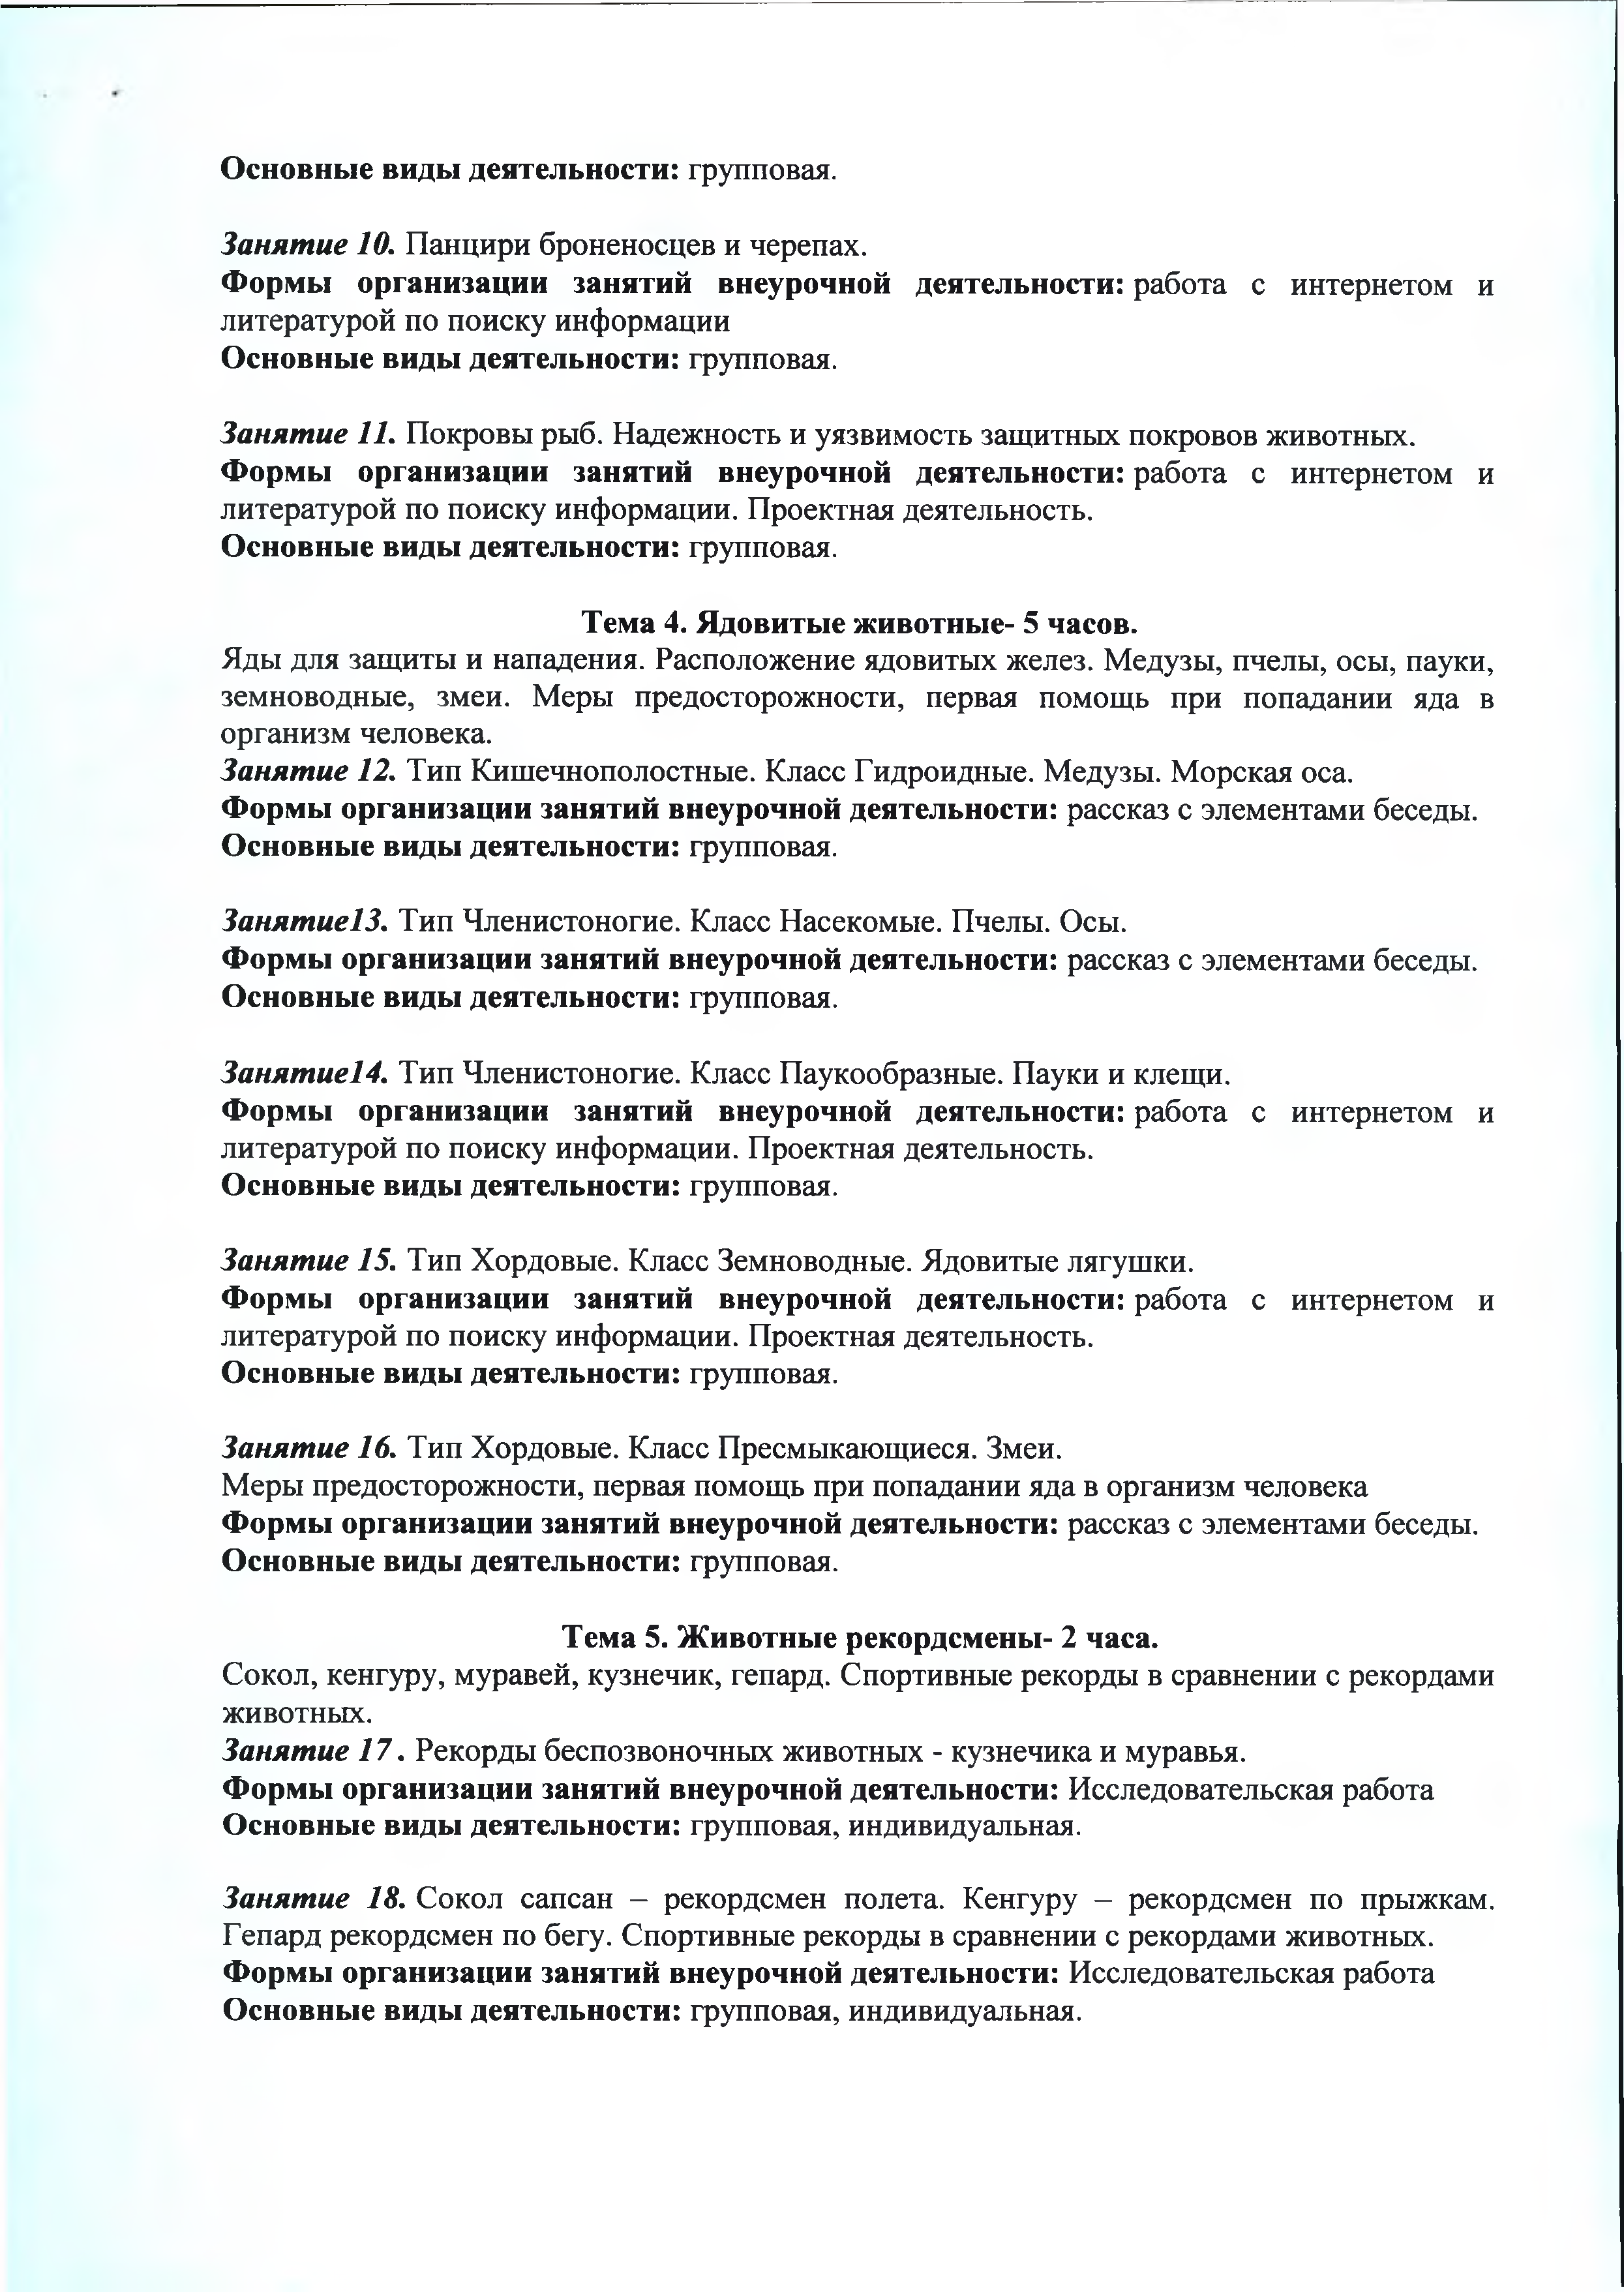 Основные виды деятельности: групповая.
Занятие 10. Панцири броненосцев и черепах.
Формы организации занятий внеурочной деятельности: работа с интернетом и
литературой по поиску информации
Основные виды деятельности: групповая.
Занятие 11. Покровы рыб. Надежность и уязвимость защитных покровов животных.
Формы организации занятий внеурочной деятельности: работа с интернетом и
литературой по поиску информации. Проектная деятельность.
Основные виды деятельности: групповая.
Тема 4. Ядовитые животные- 5 часов.
Яды для защиты и нападения. Расположение ядовитых желез. Медузы, пчелы, осы, пауки,
земноводные, змеи. Меры предосторожности, первая помощь при попадании яда в
организм человека.
Занятие 12. Тип Кишечнополостные. Класс Гидроидные. Медузы. Морская оса.
Формы организации занятий внеурочной деятельности: рассказ с элементами беседы.
Основные виды деятельности: групповая.
Занятие13. Тип Членистоногие. Класс Насекомые. Пчелы. Осы.
Формы организации занятий внеурочной деятельности: рассказ с элементами беседы.
Основные виды деятельности: групповая.
Занятие14. Тип Членистоногие. Класс Паукообразные. Пауки и клещи.
Формы организации занятий внеурочной деятельности: работа с интернетом и
литературой по поиску информации. Проектная деятельность.
Основные виды деятельности: групповая.
Занятие 15. Тип Хордовые. Класс Земноводные. Ядовитые лягушки.
Формы организации занятий внеурочной деятельности: работа с интернетом и
литературой по поиску информации. Проектная деятельность.
Основные виды деятельности: групповая.
Занятие 16. Тип Хордовые. Класс Пресмыкающиеся. Змеи.
Меры предосторожности, первая помощь при попадании яда в организм человека
Формы организации занятий внеурочной деятельности: рассказ с элементами беседы.
Основные виды деятельности: групповая.
Тема 5. Животные рекордсмены- 2 часа.
Сокол, кенгуру, муравей, кузнечик, гепард. Спортивные рекорды в сравнении с рекордами
животных.
Занятие 17. Рекорды беспозвоночных животных - кузнечика и муравья.
Формы организации занятий внеурочной деятельности: Исследовательская работа
Основные виды деятельности: групповая, индивидуальная.
Занятие 18. Сокол сапсан – рекордсмен полета. Кенгуру – рекордсмен по прыжкам.
Гепард рекордсмен по бегу. Спортивные рекорды в сравнении с рекордами животных.
Формы организации занятий внеурочной деятельности: Исследовательская работа
Основные виды деятельности: групповая, индивидуальная.